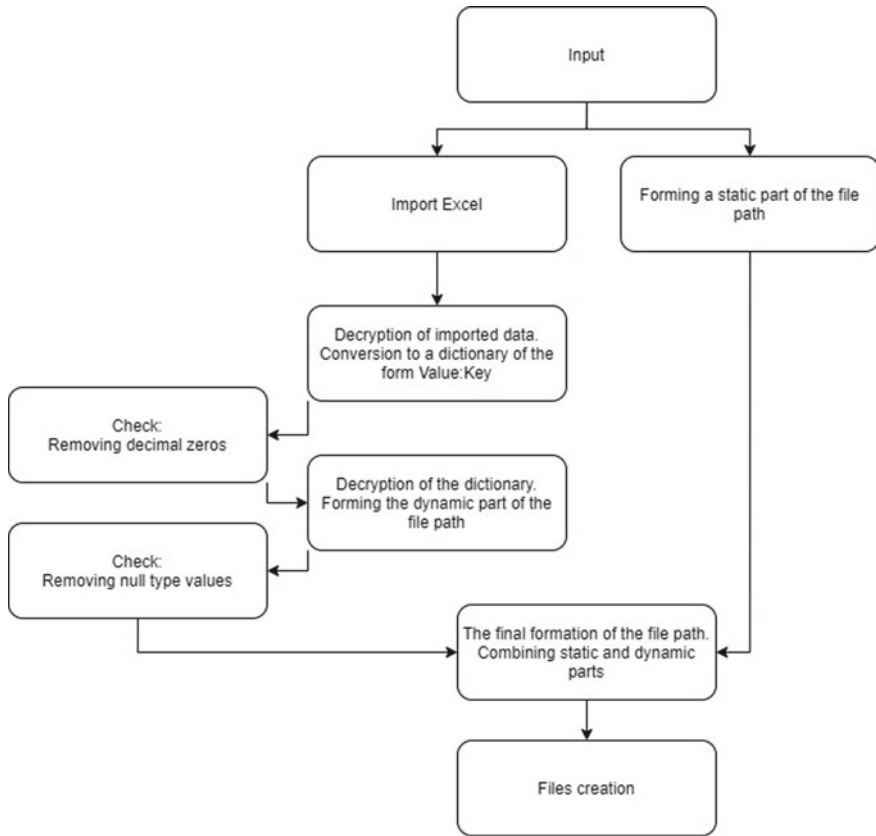 Input
Import Excel
Forming a static part of the file
path
Decryption of imported data.
Conversion to a dictionary of the
form Value:Key
Check:
Removing decimal zeros
Decryption of the dictionary.
Forming the dynamic part of the
file path
Check:
Removing null type values
The final formation of the file path.
Combining static and dynamic
parts
Files creation